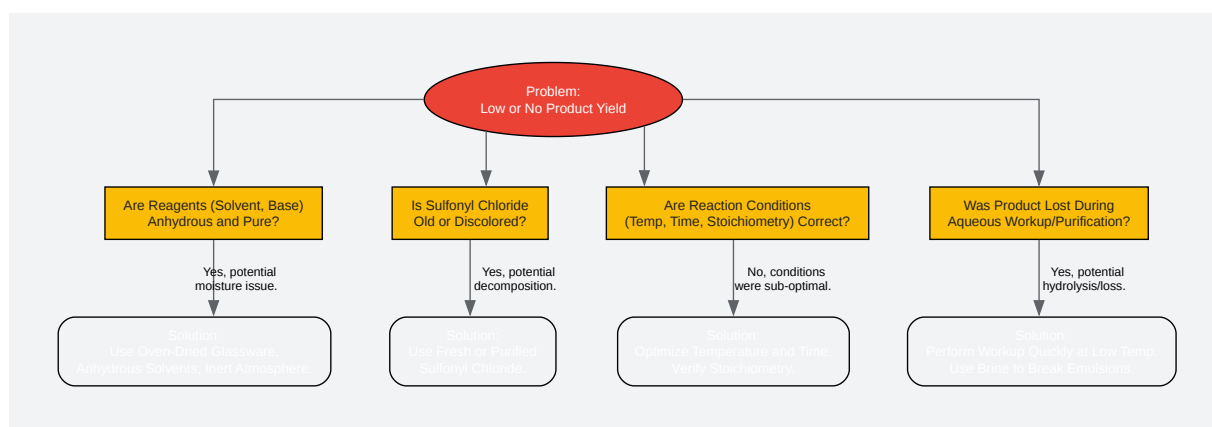 Problem:
Low or No Product Yield
Are Reagents (Solvent, Base)
Anhydrous and Pure?
Is Sulfonyl Chloride
Old or Discolored?
Are Reaction Conditions
(Temp, Time, Stoichiometry) Correct?
Was Product Lost During
Aqueous Workup/Purification?
Yes, potential
moisture issue.
Yes, potential
decomposition.
No, conditions
were sub-optimal.
Yes, potential
hydrolysis/loss.
Solution:
Use Oven-Dried Glassware,
Anhydrous Solvents, Inert Atmosphere.
Solution:
Use Fresh or Purified
Sulfonyl Chloride.
Solution:
Optimize Temperature and Time.
Verify Stoichiometry.
Solution:
Perform Workup Quickly at Low Temp.
Use Brine to Break Emulsions.